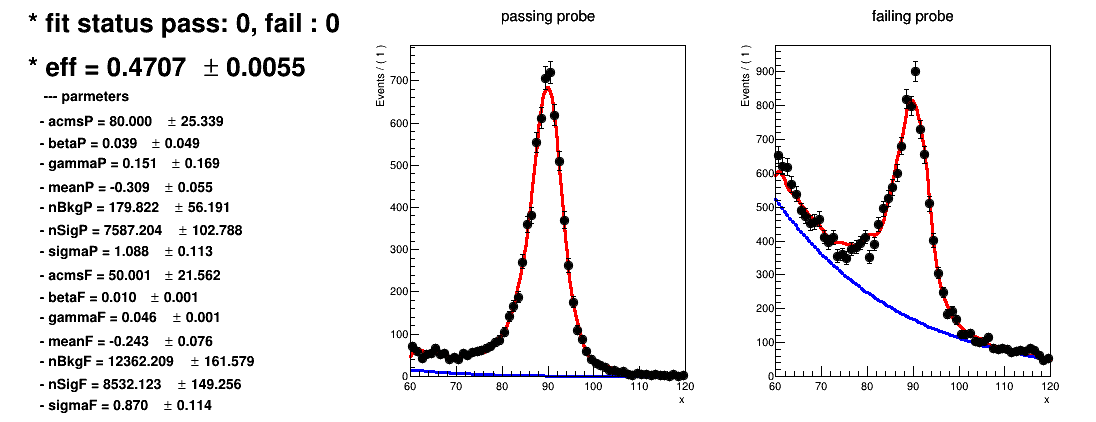 * fit status pass: 0, fail : 0
* eff = 0.4707 ± 0.0055
--- parmeters
- acmsP = 80.000 ± 25.339
- betaP = 0.039 ± 0.049
- gammaP = 0.151 ± 0.169
- meanP = -0.309 ± 0.055
- nBkgP = 179.822 ± 56.191
- nSigP = 7587.204 ± 102.788
- sigmaP = 1.088 ± 0.113
- acmsF = 50.001 ± 21.562
- betaF = 0.010 ± 0.001
- gammaF = 0.046 ± 0.001
- meanF = -0.243 ± 0.076
- nBkgF = 12362.209 ± 161.579
- nSigF = 8532.123 ± 149.256
- sigmaF = 0.870 ± 0.114
passing probe
Events / ( 1 )
700
600
500
400
300
200
100
0
60 70 80 90 100 110 120
x
failing probe
Events / ( 1 )
900
800
700
600
500
400
300
200
100
0
60 70 80 90 100 110 120
x